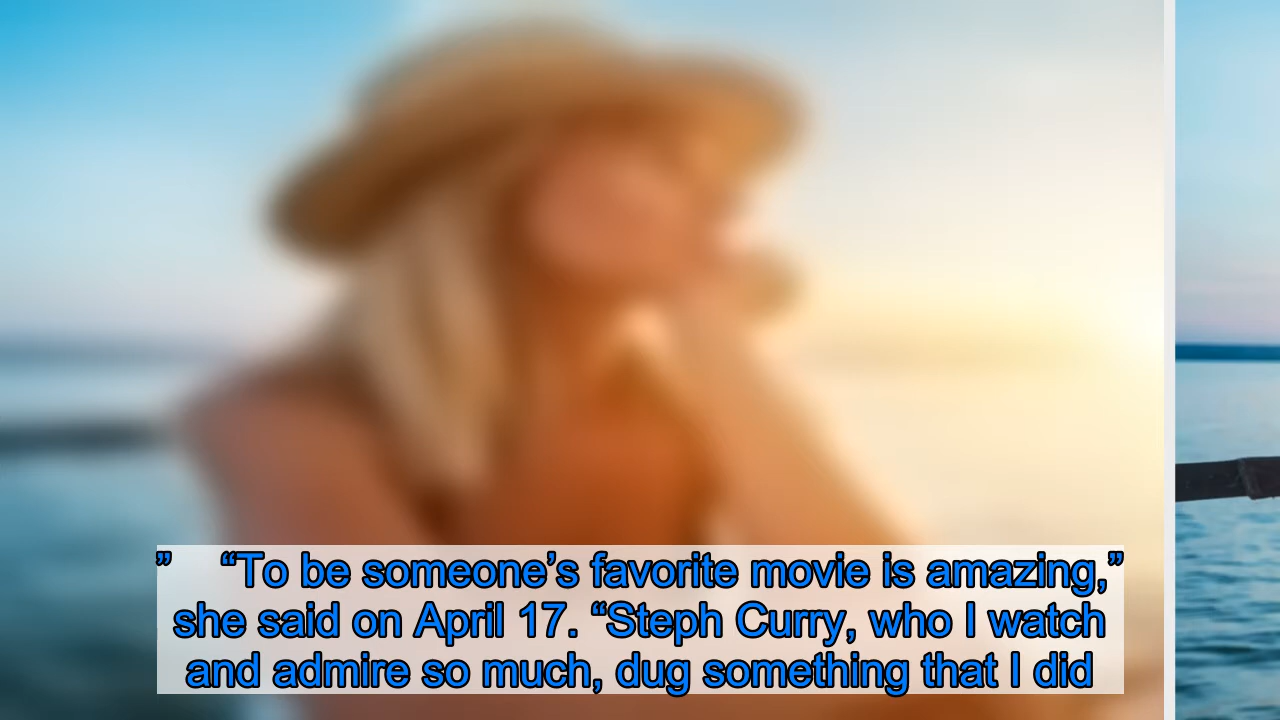 ” “To be someone’s favorite movie is amazing,”
she said on April 17. “Steph Curry, who I watch
and admire so much, dug something that I did